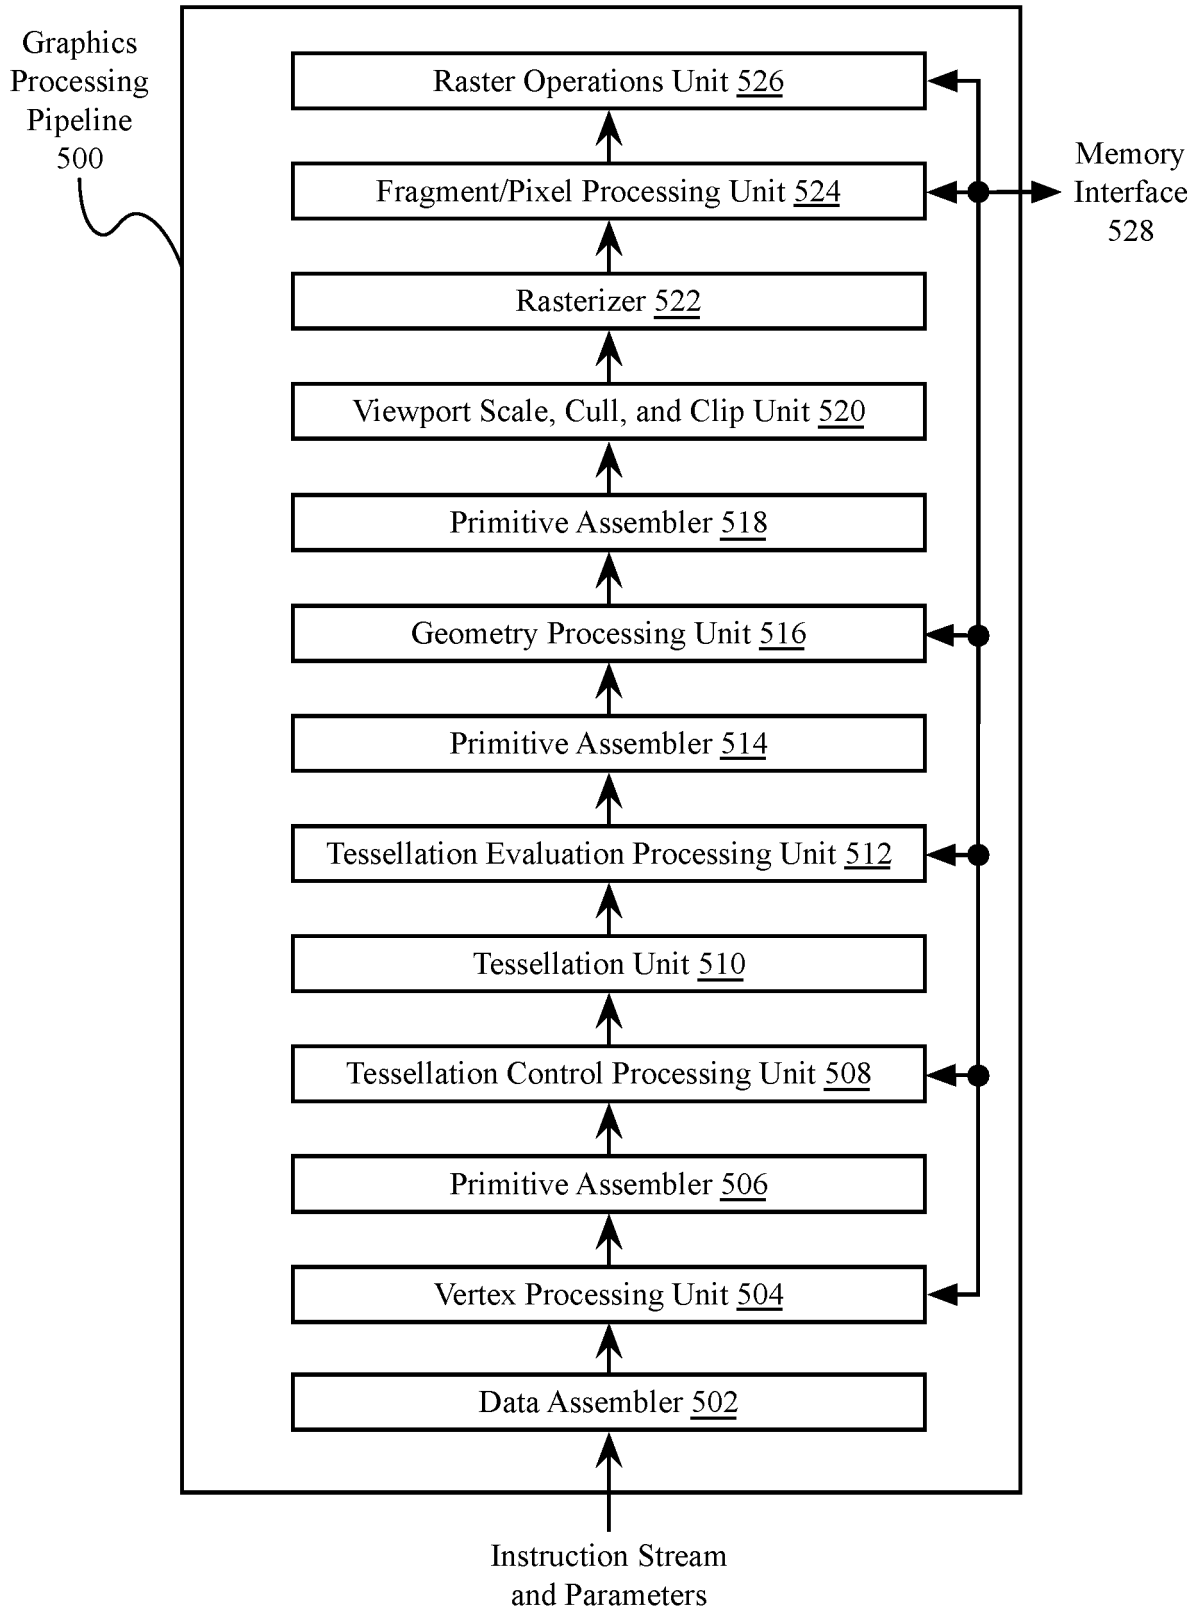 Graphics
Processing
Pipeline
500
Raster Operations Unit 526
Fragment/Pixel Processing Unit 524
Memory
Interface
528
Rasterizer 522
Viewport Scale, Cull, and Clip Unit 520
Primitive Assembler 518
Geometry Processing Unit 516
Primitive Assembler 514
Tessellation Evaluation Processing Unit 512
Tessellation Unit 510
Tessellation Control Processing Unit 508
Primitive Assembler 506
Vertex Processing Unit 504
Data Assembler 502
Instruction Stream
and Parameters